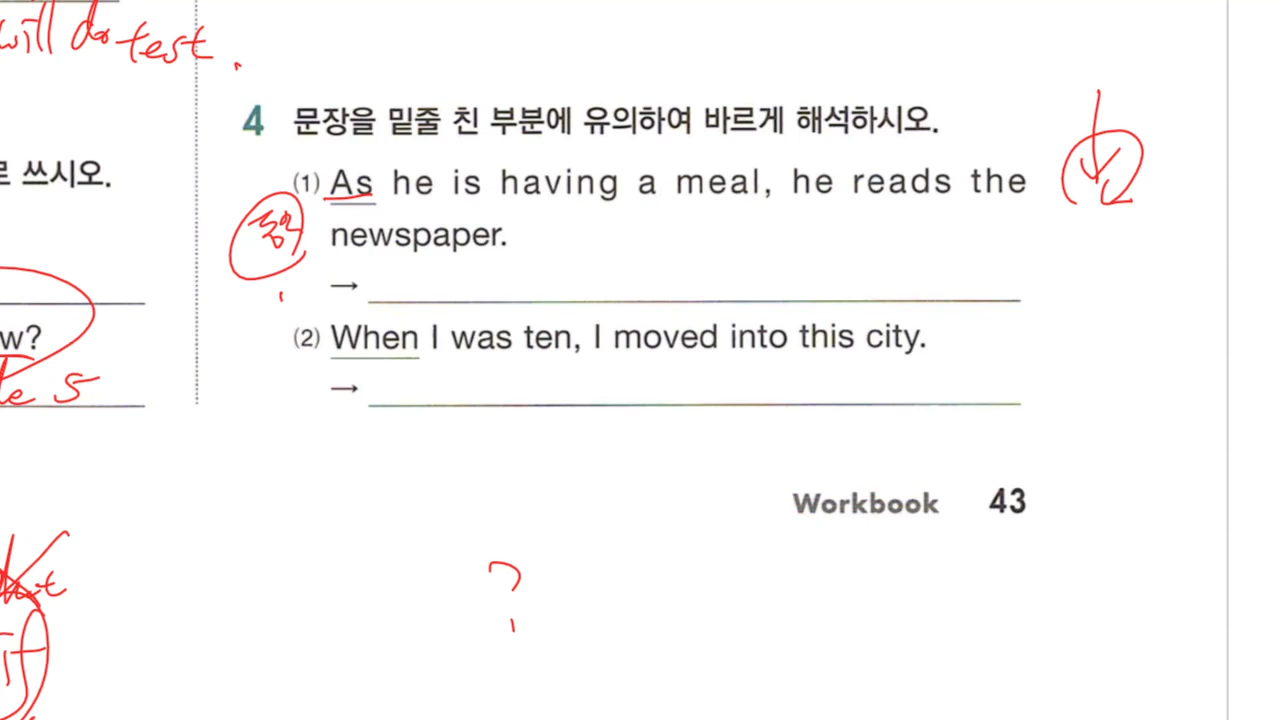 will do test.
4 문장을 밑줄 친 부분에 유의하여 바르게 해석하시오.
로 쓰시오.
(1) As he is having a meal, he reads the
newspaper.
→
w?
(2) When I was ten, I moved into this city.
→
5
Workbook 43
?
if